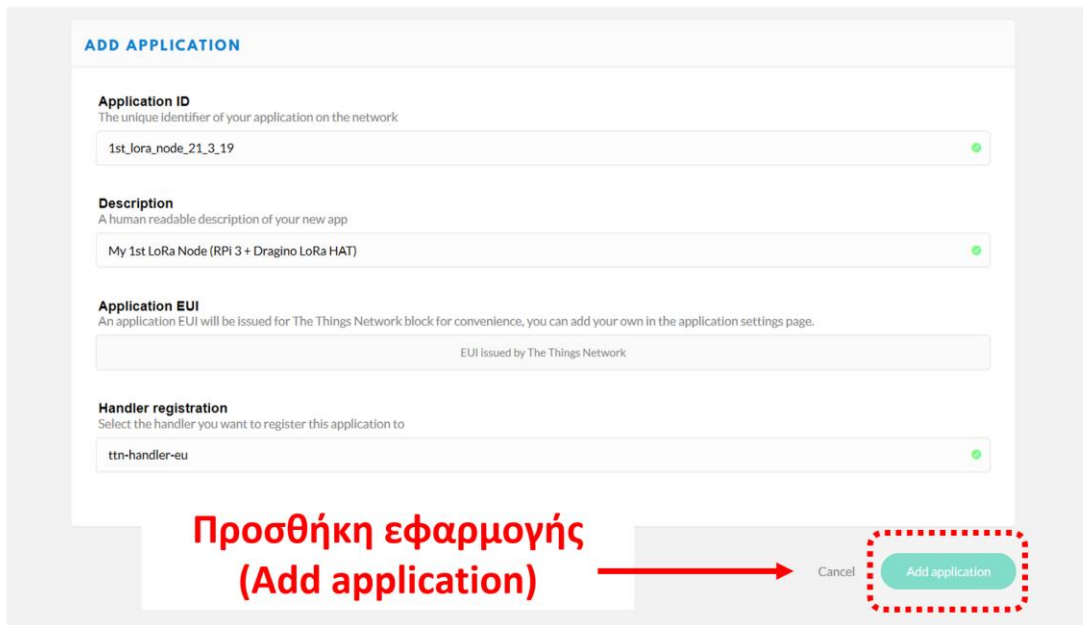 ADD APPLICATION
Application ID
The unique identifier of your application on the network
1st_lora_node_21_3_19
Description
A human readable description of your new app
My 1st LoRa Node (RPi 3 + Dragino LoRa HAT)
Application EUI
An application EUI will be issued for The Things Network block for convenience, you can add your own in the application settings page.
EUI issued by The Things Network
Handler registration
Select the handler you want to register this application to
ttn-handler-eu
Προσθήκη εφαρμογής
(Add application)
Cancel
Add application